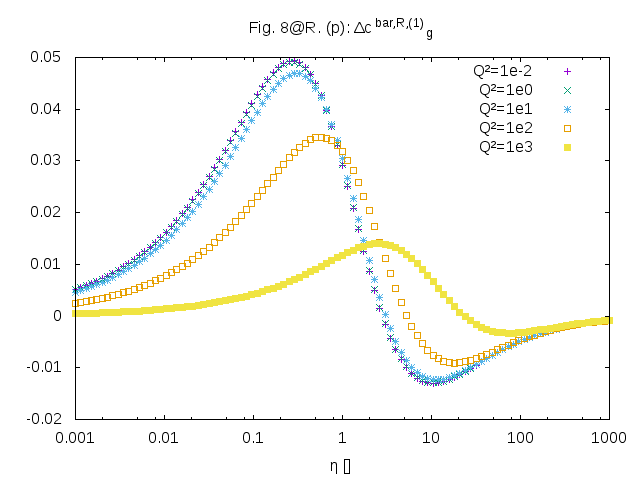 Fig. 8@R. (p): Δc^bar,R,(1)_g
Q²=1e-2
Q²=1e0
Q²=1e1
Q²=1e2
Q²=1e3
0.05
0.04
0.03
0.02
0.01
0
-0.01
-0.02
0.001 0.01 0.1 1 10 100 1000
η []